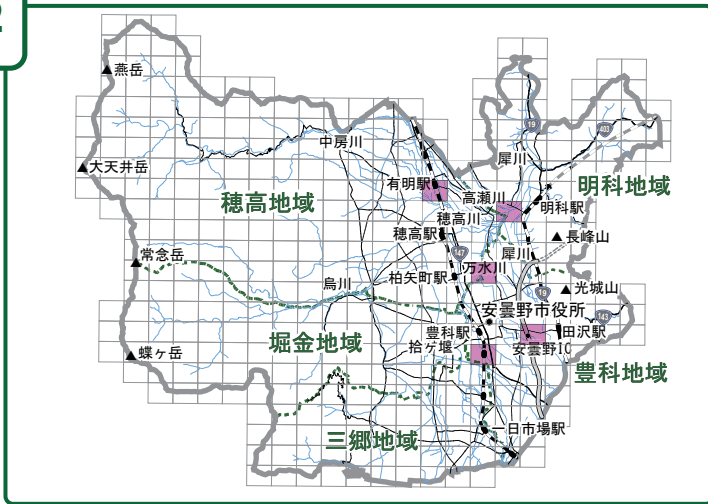 2
燕岳
19
403
中房川
犀川
大天井岳
有明駅
高瀬川
明科地域
穂高地域
明科駅
穂高川
穂高駅
長峰山
常念岳
147
犀川
万水川
烏川
柏矢町駅
19
光城山
安曇野市役所
143
堀金地域
豊科駅
田沢駅
拾ケ堰
安曇野IC
蝶ヶ岳
豊科地域
三郷地域
一日市場駅